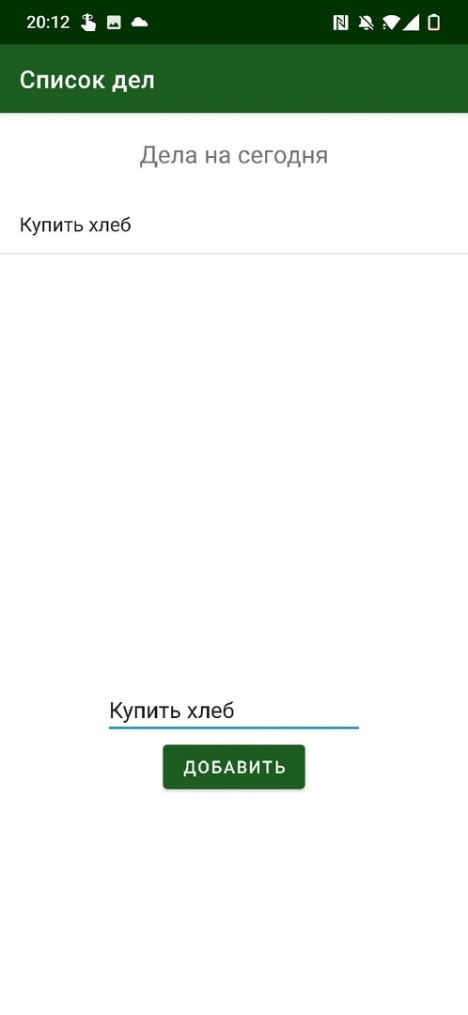 20:12
Список дел
Дела на сегодня
Купить хлеб
Купить хлеб
ДОБАВИТЬ